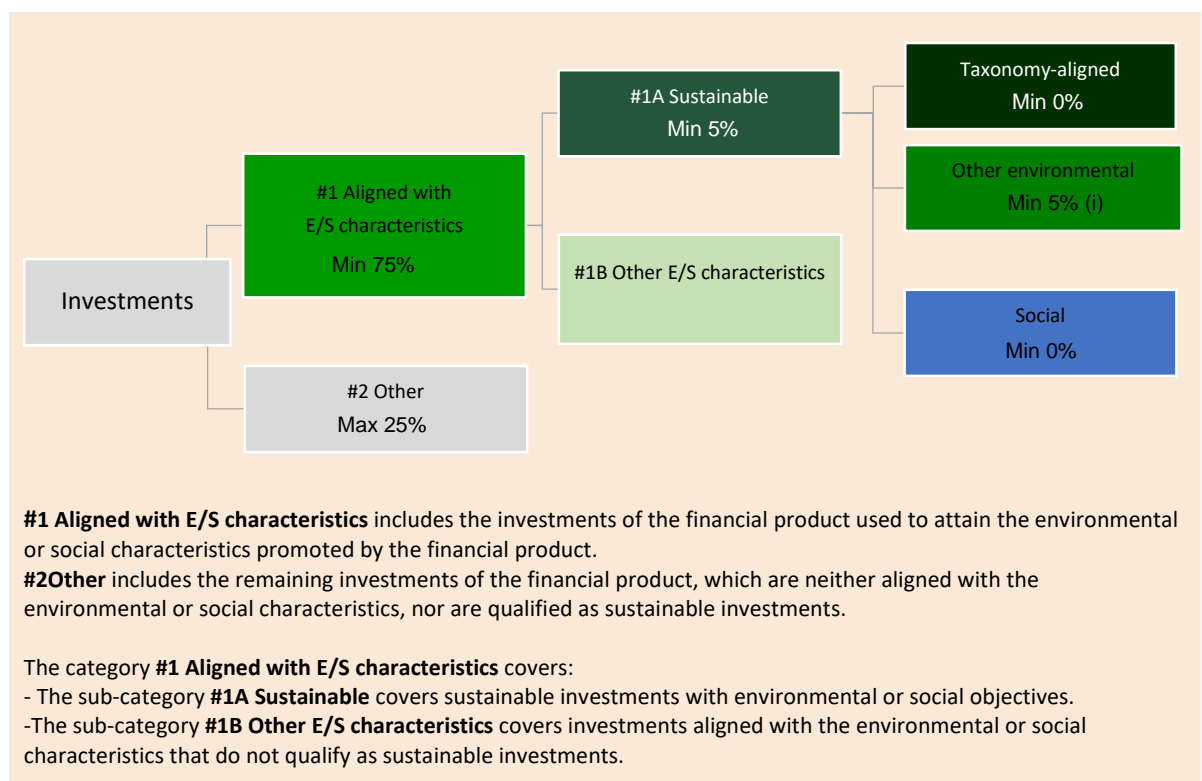 Taxonomy-aligned
Min 0%
#1A Sustainable
Min 5%
Other environmental
Min 5% (i)
#1 Aligned with
E/S characteristics
Min 75%
#1B Other E/S characteristics
Investments
Social
Min 0%
#2 Other
Max 25%
#1 Aligned with E/S characteristics includes the investments of the financial product used to attain the environmental
or social characteristics promoted by the financial product.
#2Other includes the remaining investments of the financial product, which are neither aligned with the
environmental or social characteristics, nor are qualified as sustainable investments.
The category #1 Aligned with E/S characteristics covers:
- The sub-category #1A Sustainable covers sustainable investments with environmental or social objectives.
-The sub-category #1B Other E/S characteristics covers investments aligned with the environmental or social
characteristics that do not qualify as sustainable investments.